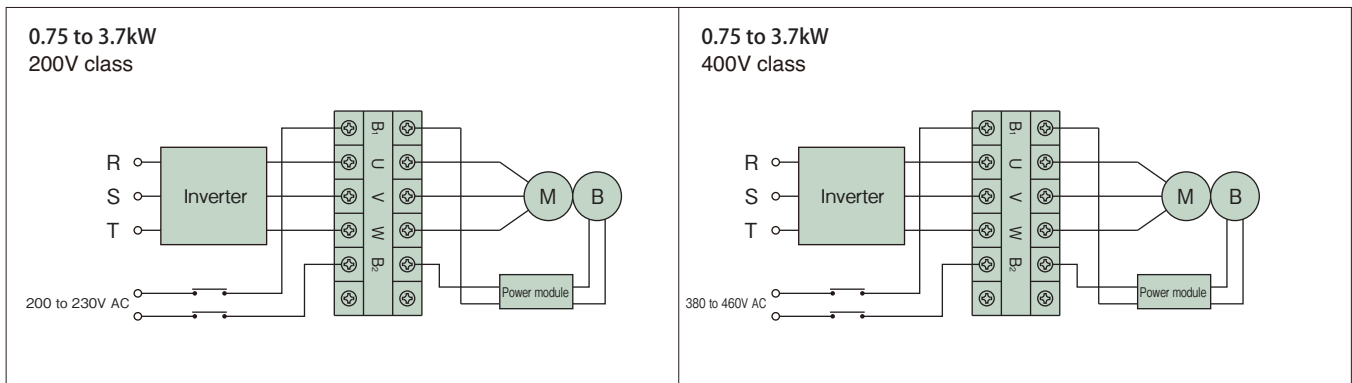 0.75 to 3.7kW
200V class
R
S
T
Inverter
B₁
U
V
W
B₂
M
B
Power module
200 to 230V AC
0.75 to 3.7kW
400V class
R
S
T
Inverter
B₁
U
V
W
B₂
M
B
Power module
380 to 460V AC